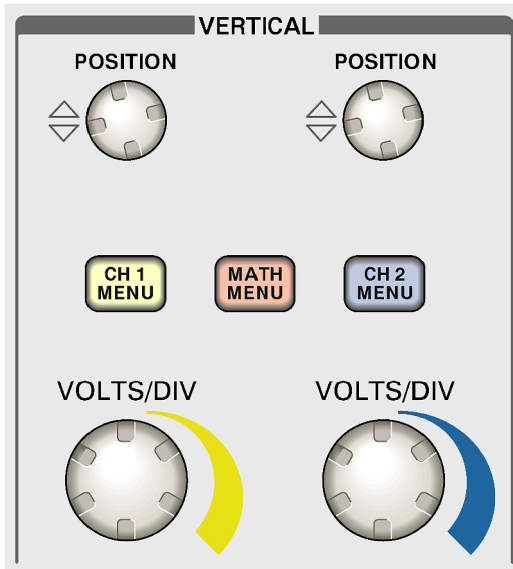 VERTICAL
POSITION
POSITION
CH 1
MENU
MATH
MENU
CH 2
MENU
VOLTS/DIV
VOLTS/DIV